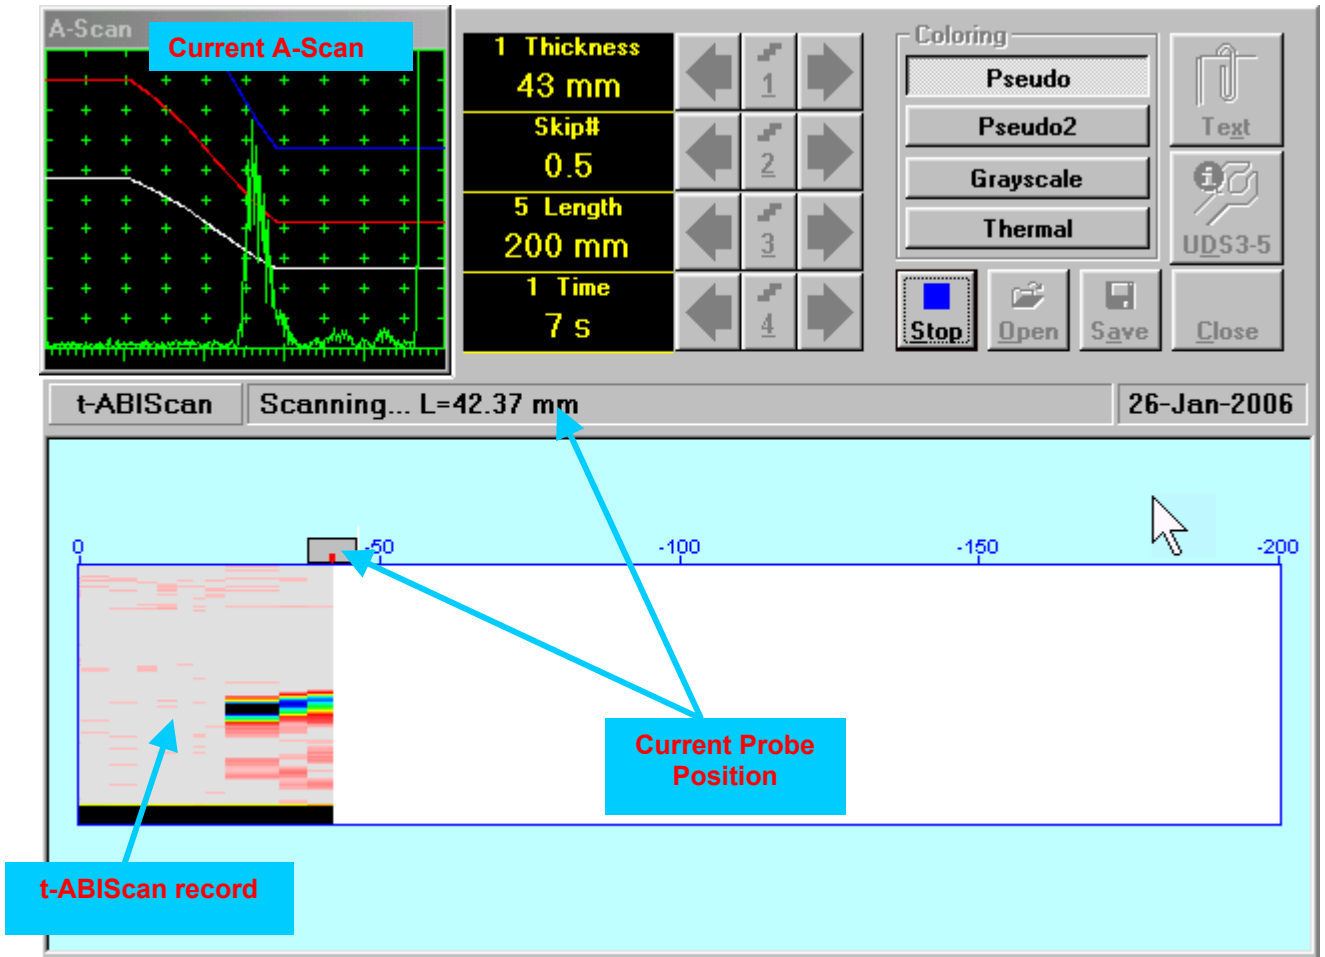 A-Scan
Current A-Scan
1 Thickness
43 mm
Skip#
0.5
5 Length
200 mm
1 Time
7 s
1
2
3
4
Coloring
Pseudo
Pseudo2
Grayscale
Thermal
Text
UDS3-5
Stop
Open
Save
Close
t-ABIScan
Scanning... L=42.37 mm
26-Jan-2006
0
-50
-100
-150
-200
Current Probe
Position
t-ABIScan record